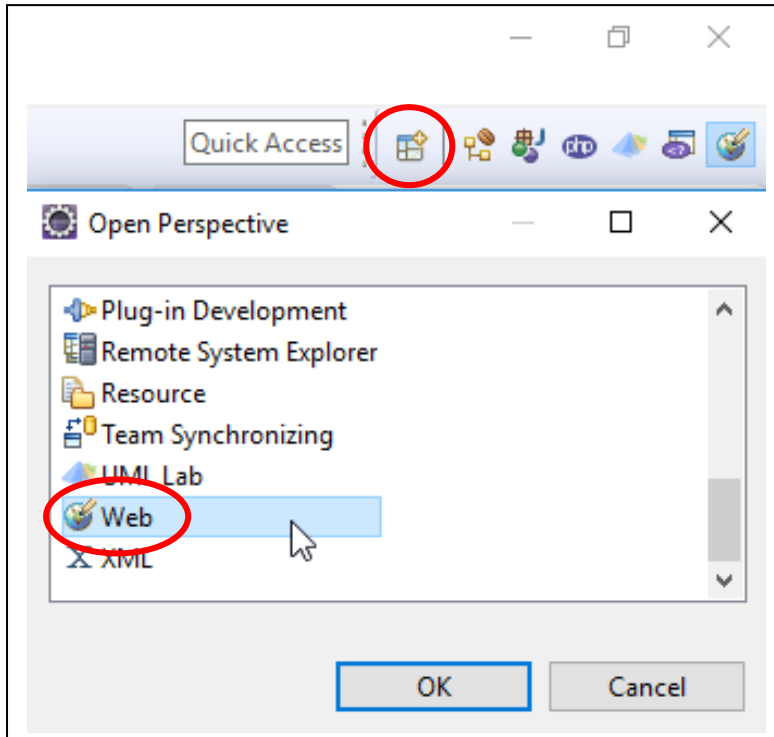 Quick Access
php
Open Perspective
Plug-in Development
Remote System Explorer
Resource
Team Synchronizing
UML Lab
Web
XML
OK
Cancel